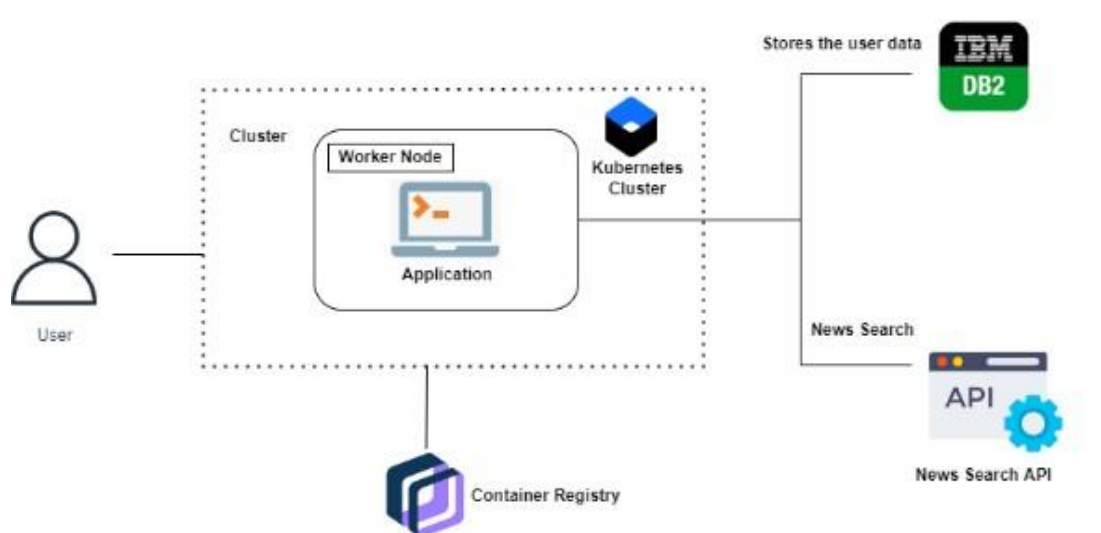 Stores the user data
IBM
DB2
Cluster
Worker Node
Kubernetes
Cluster
Application
User
News Search
API
News Search API
Container Registry